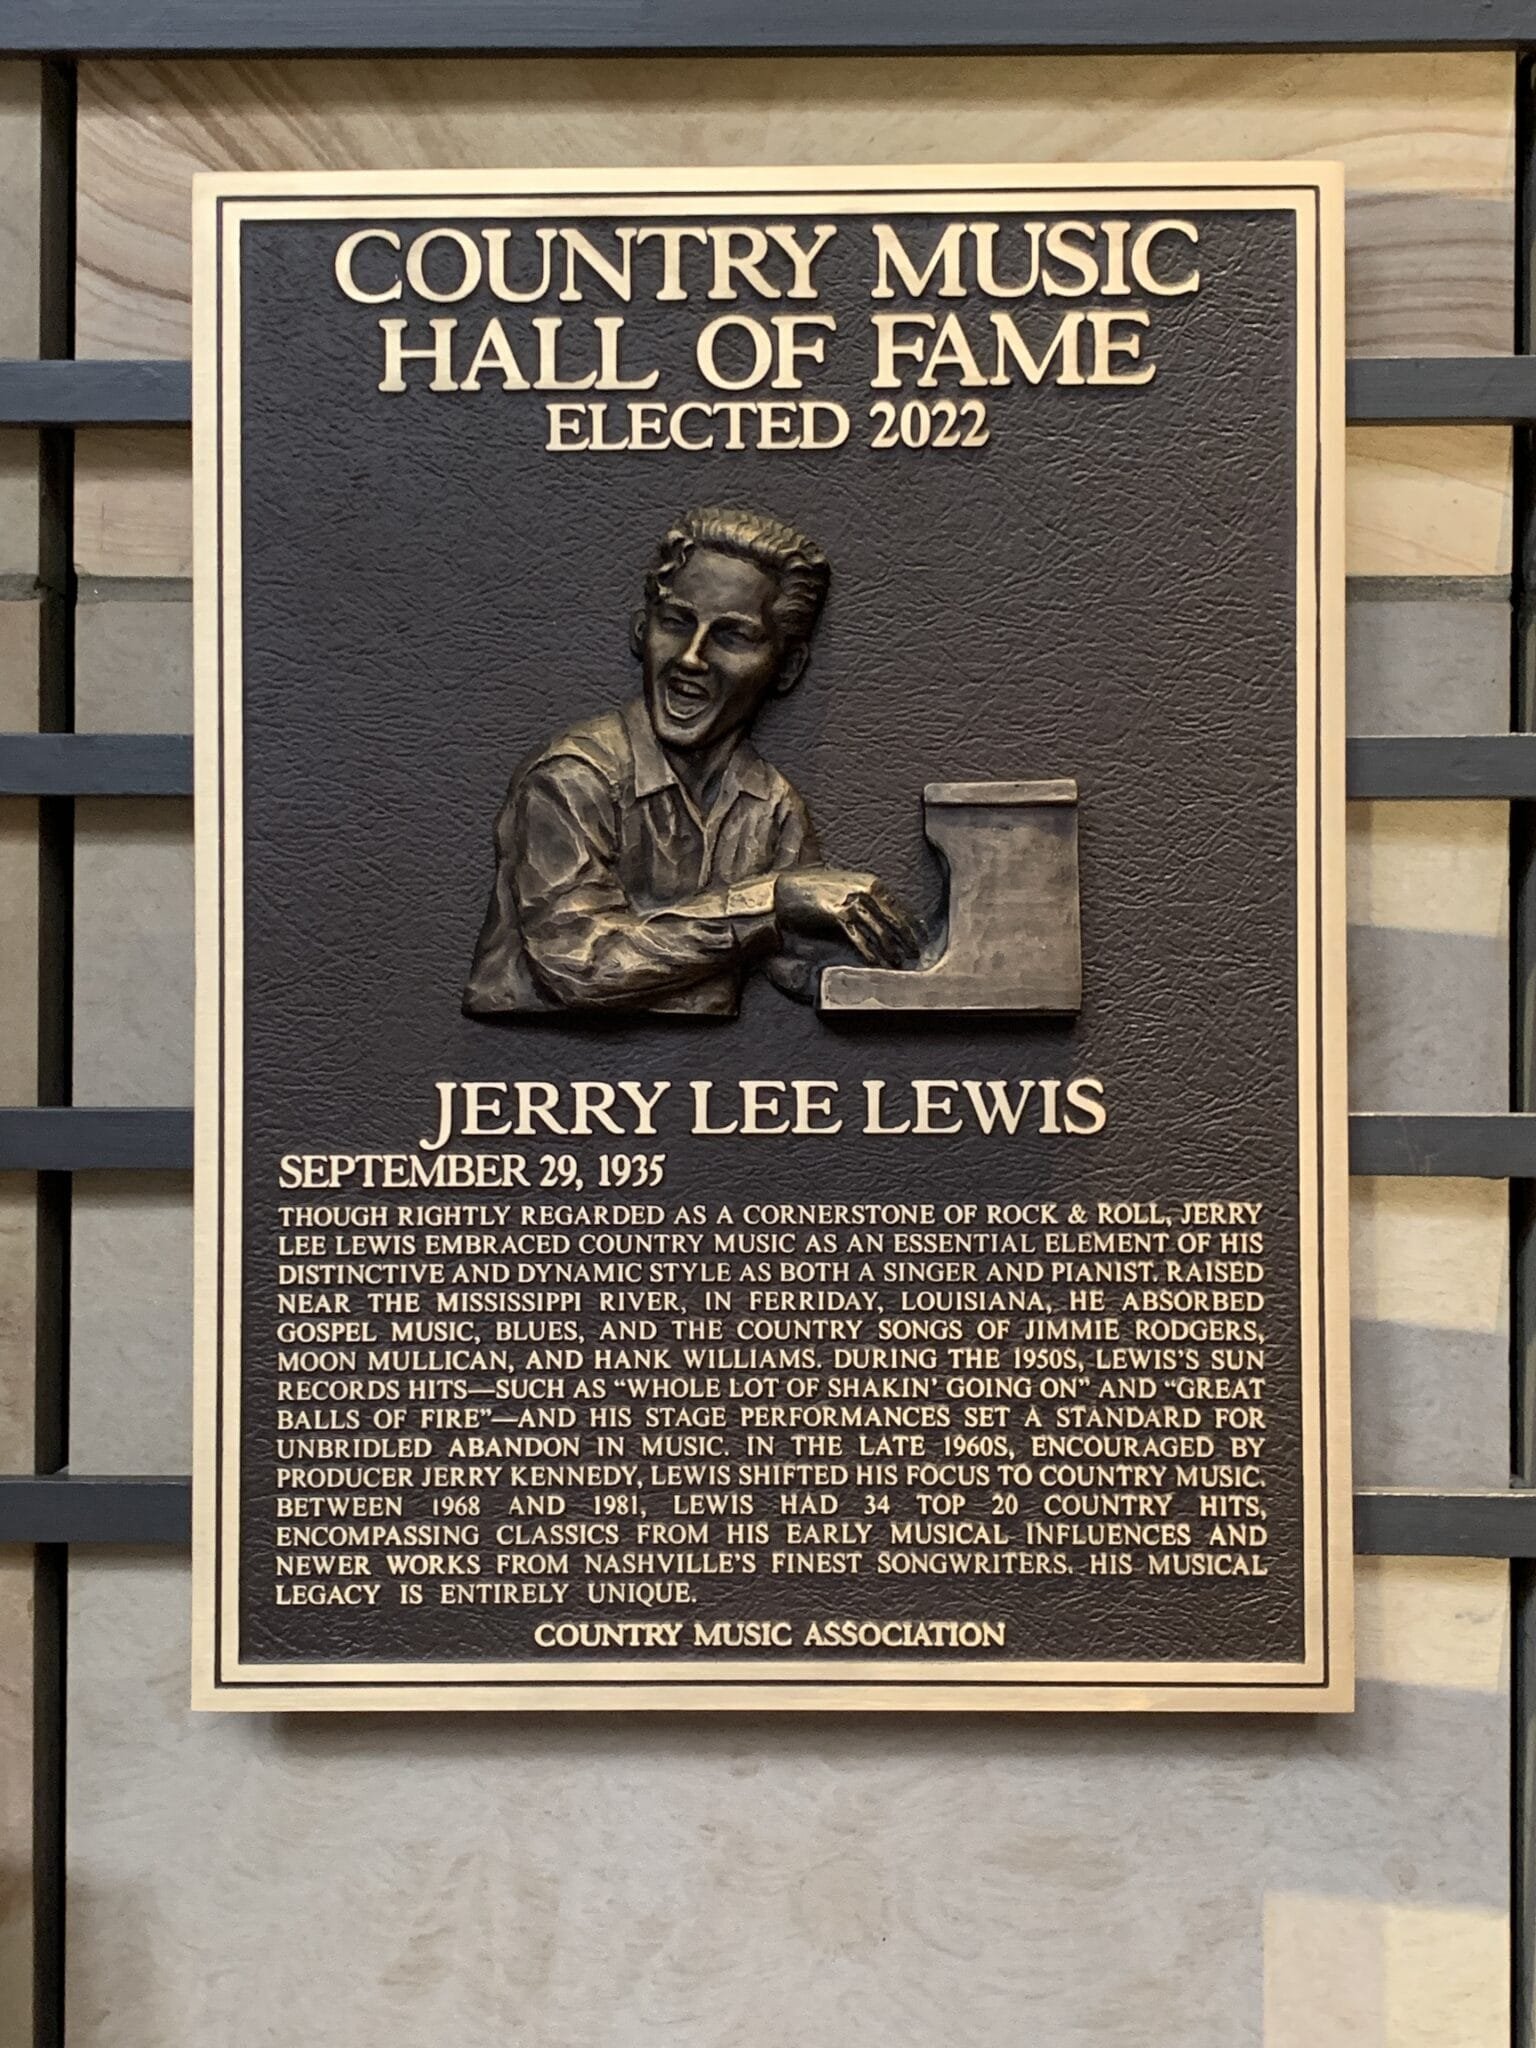 COUNTRY MUSIC
HALL OF FAME
ELECTED 2022
JERRY LEE LEWIS
SEPTEMBER 29, 1935
THOUGH RIGHTLY REGARDED AS A CORNERSTONE OF ROCK & ROLL, JERRY
LEE LEWIS EMBRACED COUNTRY MUSIC AS AN ESSENTIAL ELEMENT OF HIS
DISTINCTIVE AND DYNAMIC STYLE AS BOTH A SINGER AND PIANIST. RAISED
NEAR THE MISSISSIPPI RIVER, IN FERRIDAY, LOUISIANA, HE ABSORBED
GOSPEL MUSIC, BLUES, AND THE COUNTRY SONGS OF JIMMIE RODGERS,
MOON MULLICAN, AND HANK WILLIAMS. DURING THE 1950S, LEWIS'S SUN
RECORDS HITS—SUCH AS “WHOLE LOT OF SHAKIN' GOING ON” AND “GREAT
BALLS OF FIRE”—AND HIS STAGE PERFORMANCES SET A STANDARD FOR
UNBRIDLED ABANDON IN MUSIC. IN THE LATE 1960S, ENCOURAGED BY
PRODUCER JERRY KENNEDY, LEWIS SHIFTED HIS FOCUS TO COUNTRY MUSIC.
BETWEEN 1968 AND 1981, LEWIS HAD 34 TOP 20 COUNTRY HITS,
ENCOMPASSING CLASSICS FROM HIS EARLY MUSICAL INFLUENCES AND
NEWER WORKS FROM NASHVILLE'S FINEST SONGWRITERS. HIS MUSICAL
LEGACY IS ENTIRELY UNIQUE.
COUNTRY MUSIC ASSOCIATION